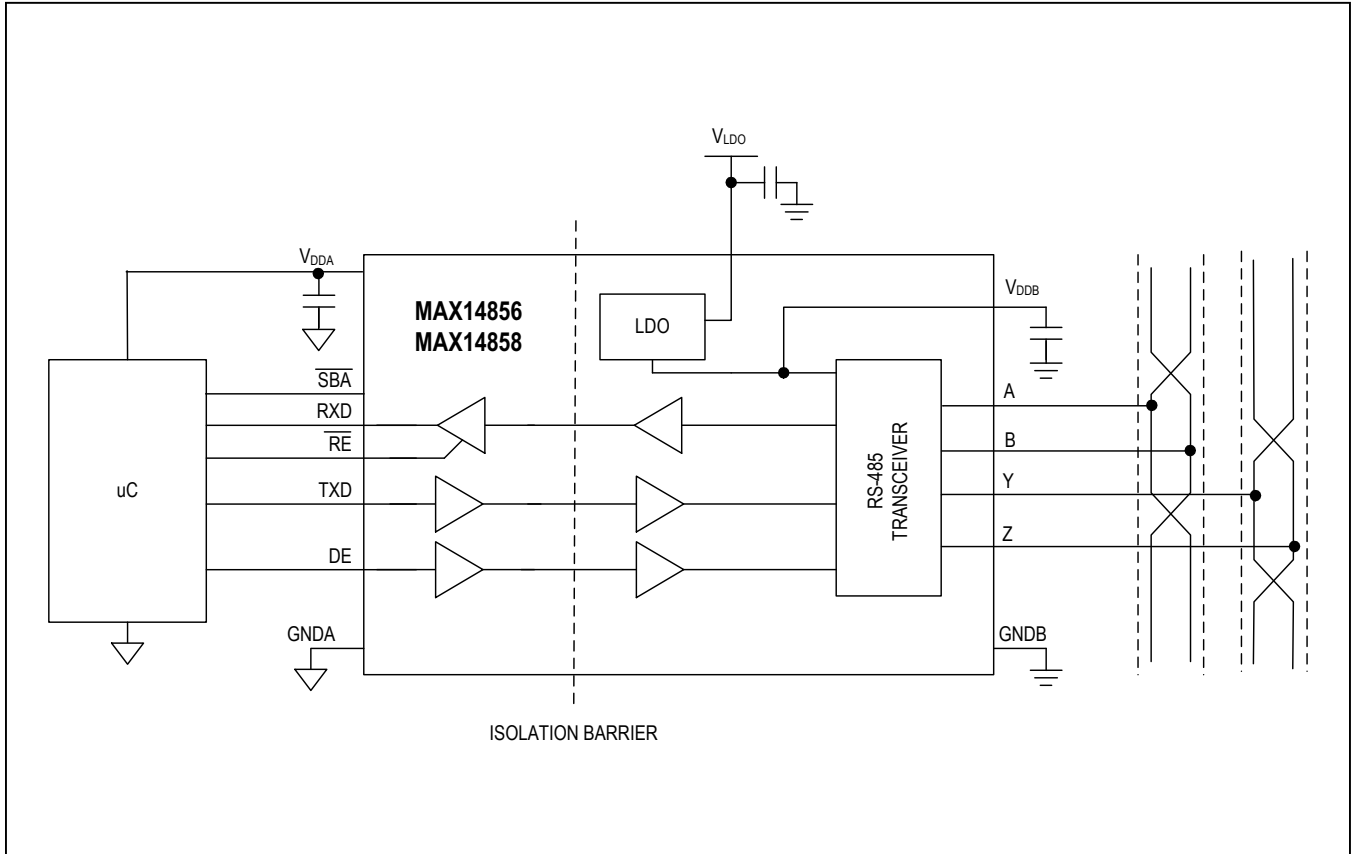 VLDO
VDDA
MAX14856
MAX14858
LDO
VDDB
SBA
RXD
RE
TXD
DE
uC
RS-485
TRANSCEIVER
A
B
Y
Z
GNDA
GNDB
ISOLATION BARRIER